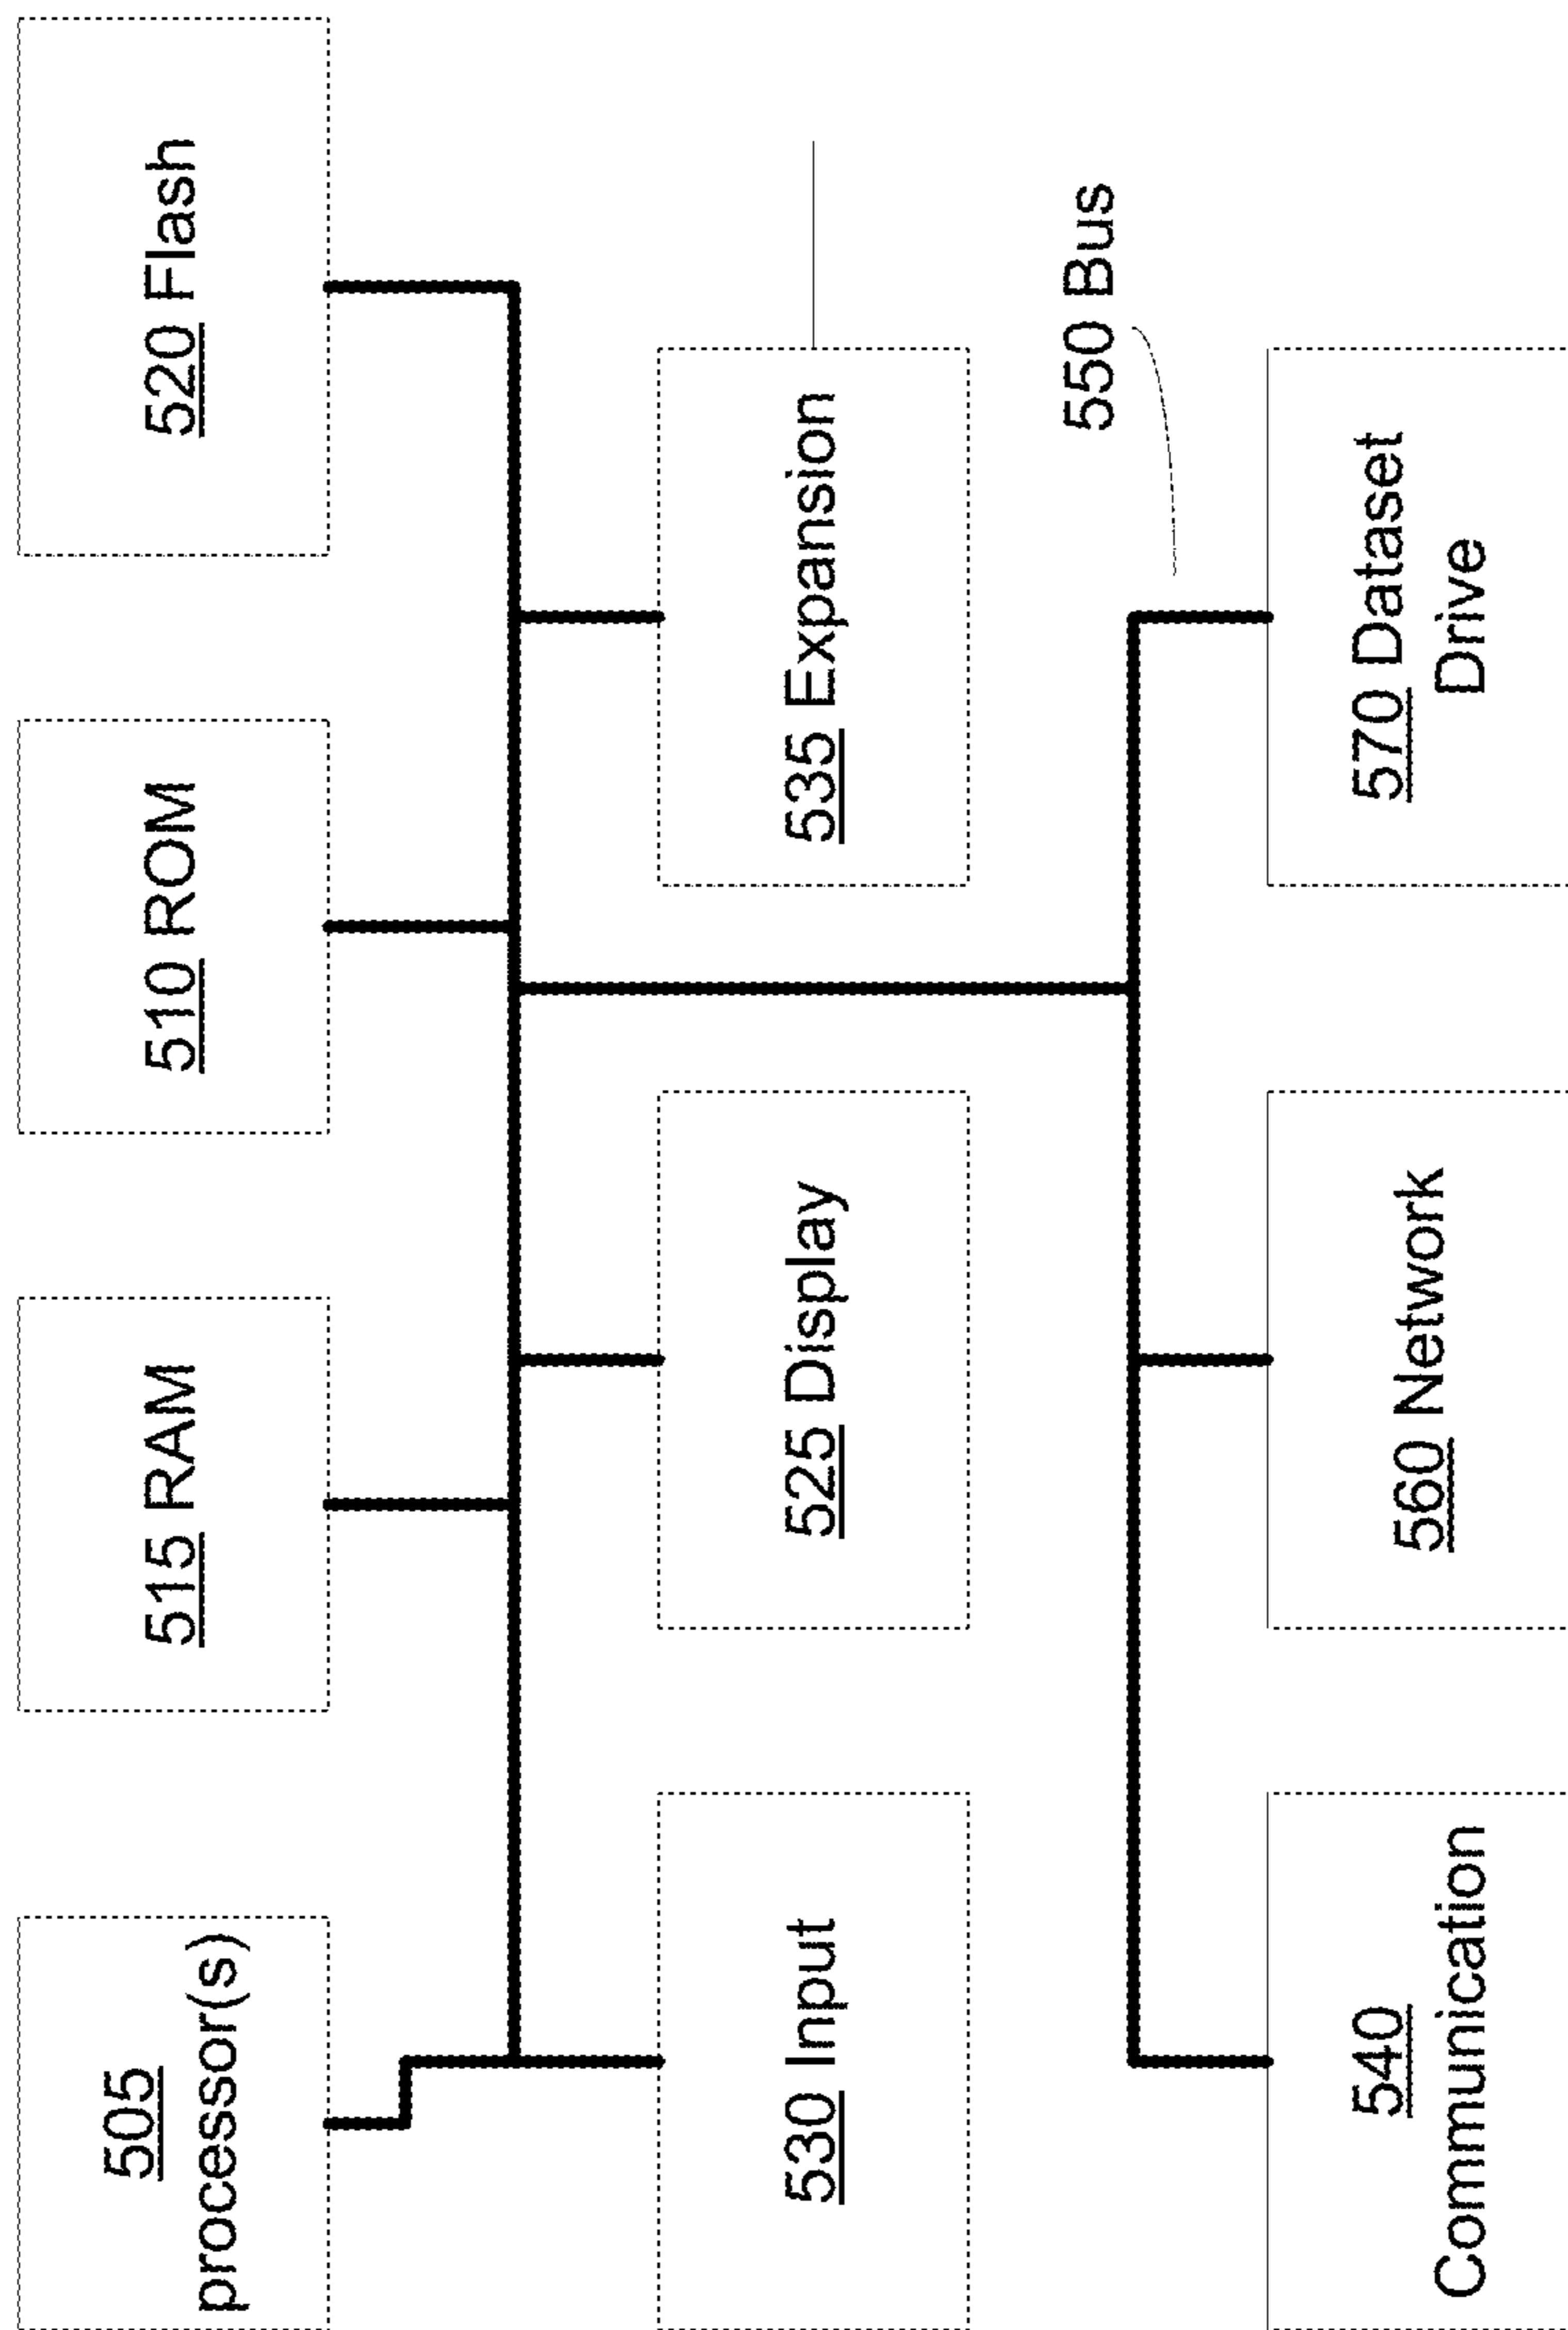 505
processor(s)
515 RAM
510 ROM
520 Flash
530 Input
525 Display
535 Expansion
550 Bus
540
Communication
560 Network
570 Dataset
Drive